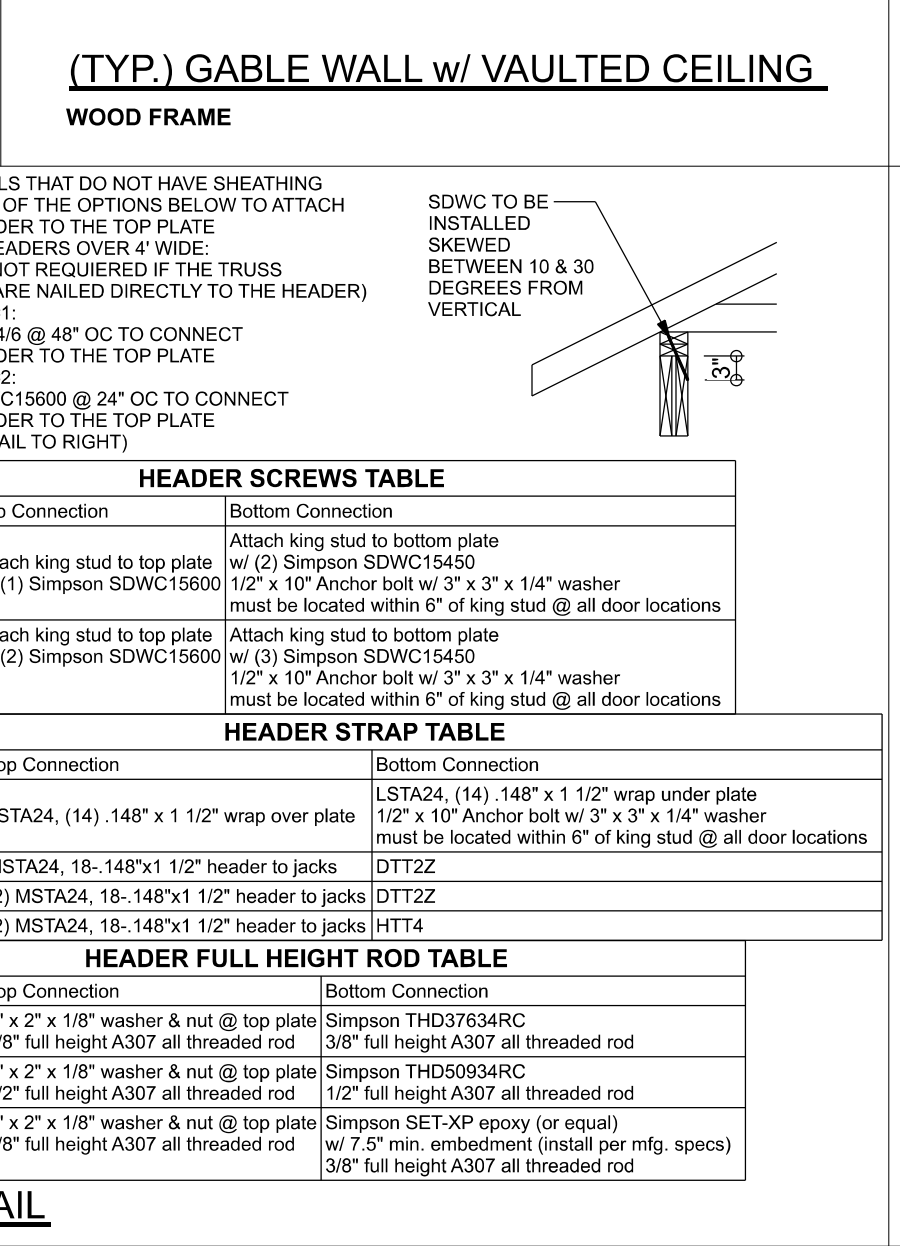 (TYP.) GABLE WALL w/ VAULTED CEILING
WOOD FRAME
LS THAT DO NOT HAVE SHEATHING
OF THE OPTIONS BELOW TO ATTACH
DER TO THE TOP PLATE
EADERS OVER 4' WIDE:
NOT REQUIERED IF THE TRUSS
ARE NAILED DIRECTLY TO THE HEADER)
1:
4/6 @ 48" OC TO CONNECT
DER TO THE TOP PLATE
2:
C15600 @ 24" OC TO CONNECT
DER TO THE TOP PLATE
AIL TO RIGHT)
SDWC TO BE
INSTALLED
SKEWED
BETWEEN 10 & 30
DEGREES FROM
VERTICAL
3"
HEADER SCREWS TABLE
p Connection
Bottom Connection
ach king stud to top plate
(1) Simpson SDWC15600
Attach king stud to bottom plate
w/ (2) Simpson SDWC15450
1/2" x 10" Anchor bolt w/ 3" x 3" x 1/4" washer
must be located within 6" of king stud @ all door locations
ach king stud to top plate
(2) Simpson SDWC15600
Attach king stud to bottom plate
w/ (3) Simpson SDWC15450
1/2" x 10" Anchor bolt w/ 3" x 3" x 1/4" washer
must be located within 6" of king stud @ all door locations
HEADER STRAP TABLE
op Connection
Bottom Connection
STA24, (14) .148" x 1 1/2" wrap over plate
LSTA24, (14) .148" x 1 1/2" wrap under plate
1/2" x 10" Anchor bolt w/ 3" x 3" x 1/4" washer
must be located within 6" of king stud @ all door locations
MSTA24, 18-.148"x1 1/2" header to jacks
DTT2Z
2) MSTA24, 18-.148"x1 1/2" header to jacks
DTT2Z
2) MSTA24, 18-.148"x1 1/2" header to jacks
HTT4
HEADER FULL HEIGHT ROD TABLE
op Connection
Bottom Connection
" x 2" x 1/8" washer & nut @ top plate
/8" full height A307 all threaded rod
Simpson THD37634RC
3/8" full height A307 all threaded rod
" x 2" x 1/8" washer & nut @ top plate
/2" full height A307 all threaded rod
Simpson THD50934RC
1/2" full height A307 all threaded rod
" x 2" x 1/8" washer & nut @ top plate
/8" full height A307 all threaded rod
Simpson SET-XP epoxy (or equal)
w/ 7.5" min. embedment (install per mfg. specs)
3/8" full height A307 all threaded rod
AIL